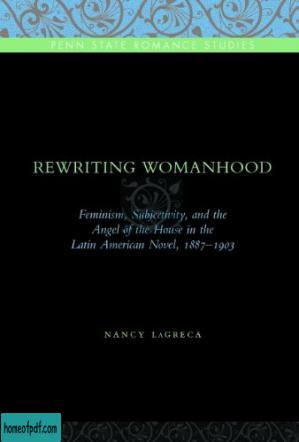 PENN STATE ROMANCE STUDIES
REWRITING WOMANHOOD
Feminism, Subjectivity, and the
Angel of the House in the
Latin American Novel, 1887–1903
NANCY LAGRECA
homeofpdf.com